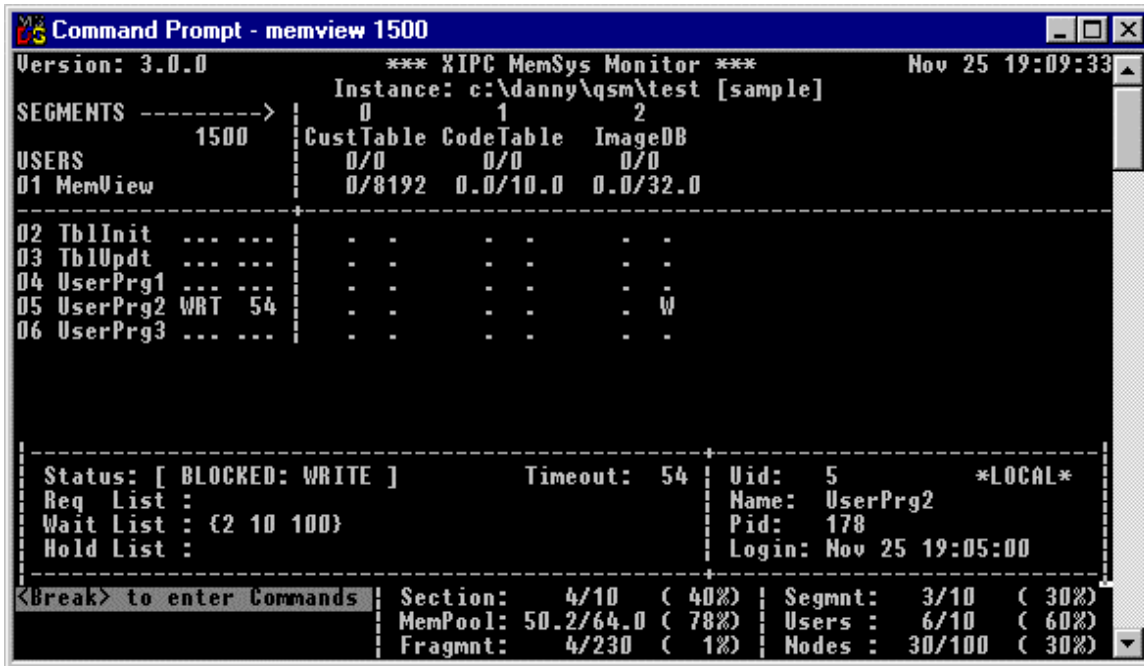 Command Prompt - memview 1500
Version: 3.0.0 *** XIPC MemSys Monitor *** Nov 25 19:09:33
Instance: c:\danny\qsm\test [sample]
SEGMENTS ----------> | 0 1 2
1500 |CustTable CodeTable ImageDB
USERS | 0/0 0/0 0/0
01 MemView | 0/8192 0.0/10.0 0.0/32.0
02 TblInit ... ... | . . . . . .
03 TblUpdt ... ... | . . . . . .
04 UserPrg1 ... ... | . . . . . .
05 UserPrg2 WRT 54 | . . . . . W
06 UserPrg3 ... ... | . . . . . .
Status: [ BLOCKED: WRITE ] Timeout: 54 | Uid: 5 *LOCAL*
Req List : | Name: UserPrg2
Wait List : {2 10 100} | Pid: 178
Hold List : | Login: Nov 25 19:05:00
<Break> to enter Commands | Section: 4/10 ( 40%) | Segmnt: 3/10 ( 30%)
| MemPool: 50.2/64.0 ( 78%) | Users : 6/10 ( 60%)
| Fragmnt: 4/230 ( 1%) | Nodes : 30/100 ( 30%)